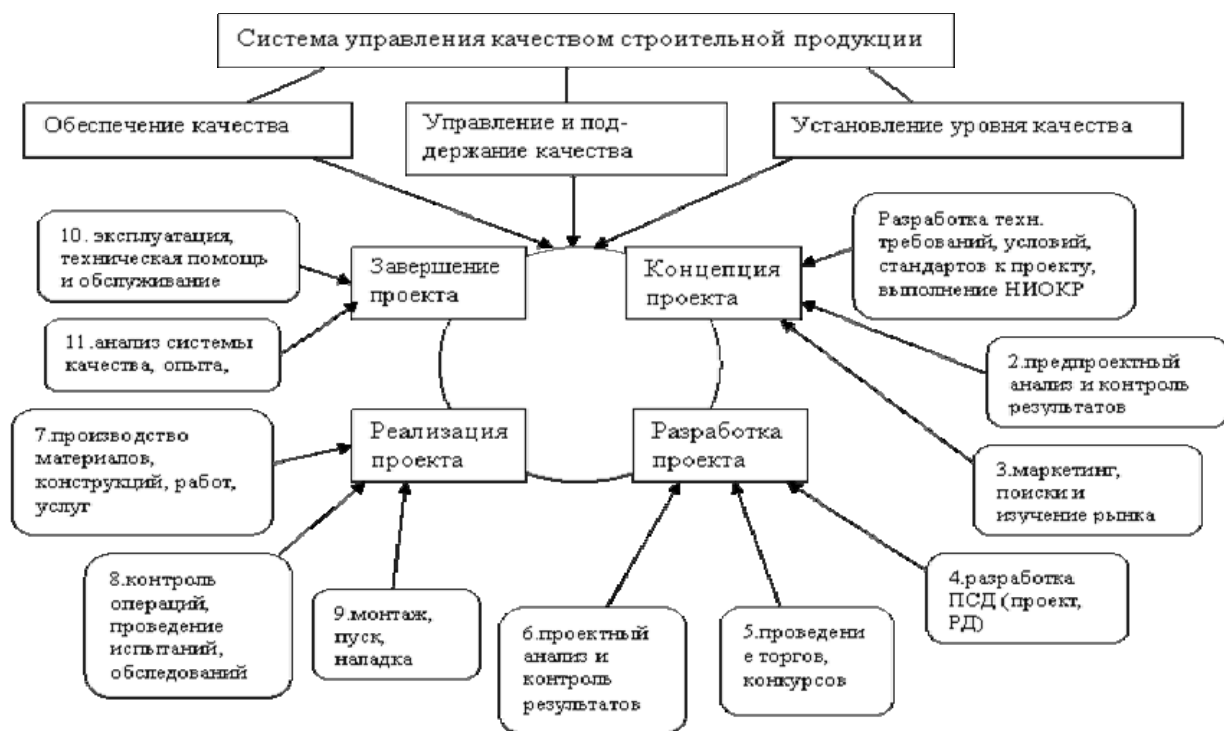 Система управления качеством строительной продукции
Обеспечение качества
Управление и под-
держание качества
Установление уровня качества
10. эксплуатация,
техническая помощь
и обслуживание
Завершение
проекта
Концепция
проекта
Разработка техн.
требований, условий,
стандартов к проекту,
выполнение НИОКР
11.анализ системы
качества, опыта,
2.предпроектный
анализ и контроль
результатов
7.производство
материалов,
конструкций, работ,
услуг
Реализация
проекта
Разработка
проекта
3.маркетинг,
поиски и
изучение рынка
8.контроль
операций,
проведение
испытаний,
обследований
9.монтаж,
пуск,
наладка
6.проектный
анализ и
контроль
результатов
5.проведени
е торгов,
конкурсов
4.разработка
ПСД (проект,
РД)